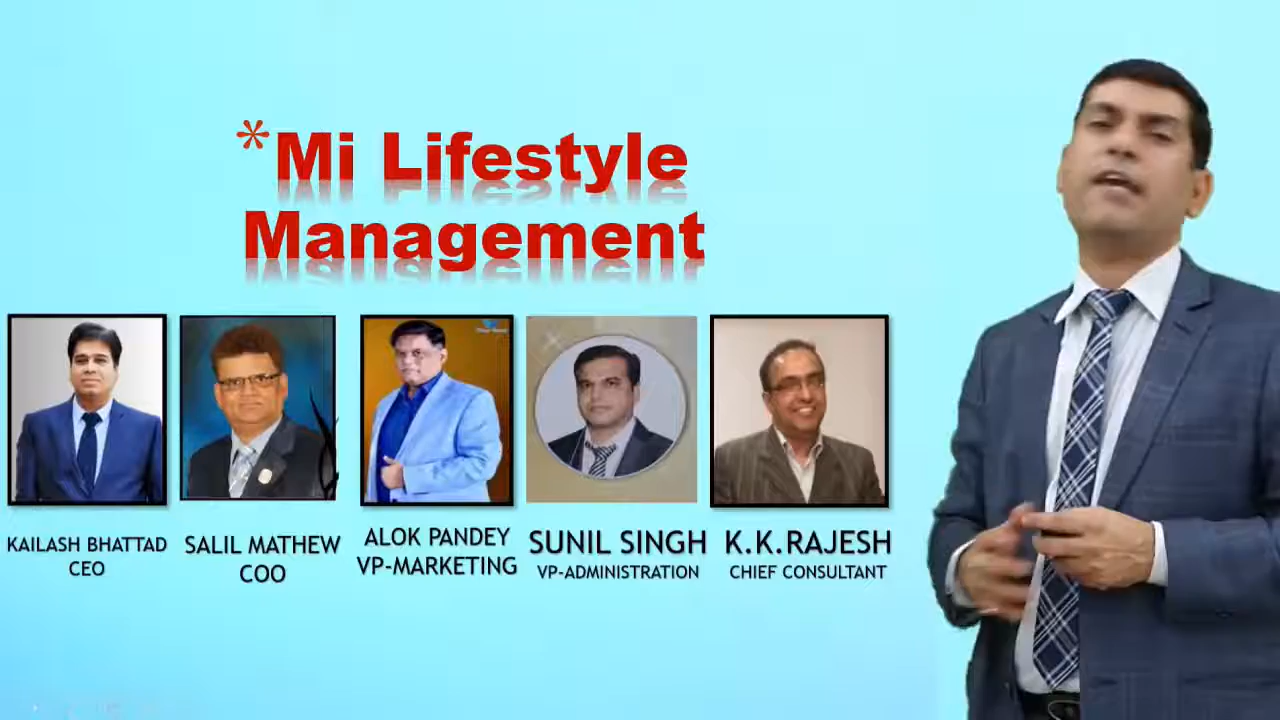 *Mi Lifestyle
Management
KAILASH BHATTAD
CEO
SALIL MATHEW
COO
ALOK PANDEY
VP-MARKETING
SUNIL SINGH
VP-ADMINISTRATION
K.K.RAJESH
CHIEF CONSULTANT